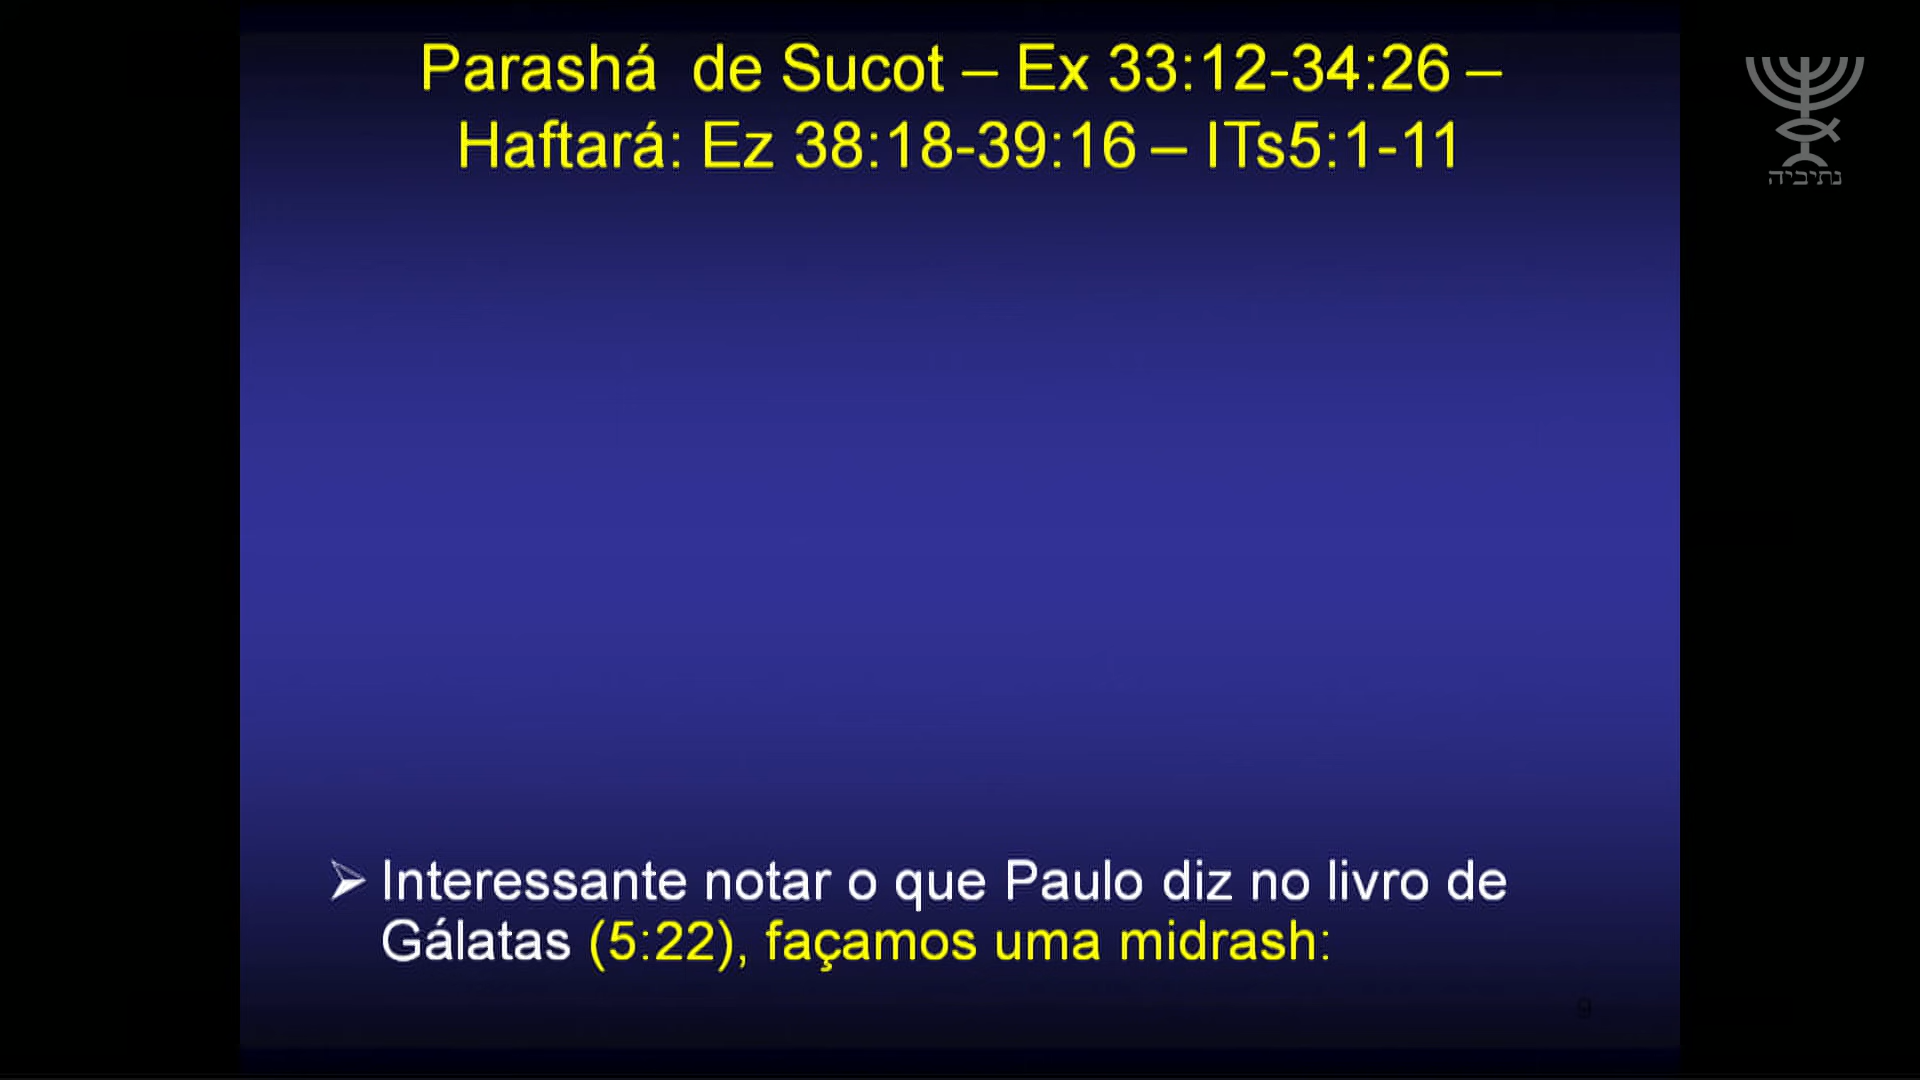 Parashá de Sucot – Ex 33:12-34:26 –
Haftará: Ez 38:18-39:16 – ITs5:1-11
נתיביה
➢ Interessante notar o que Paulo diz no livro de
Gálatas (5:22), façamos uma midrash:
9